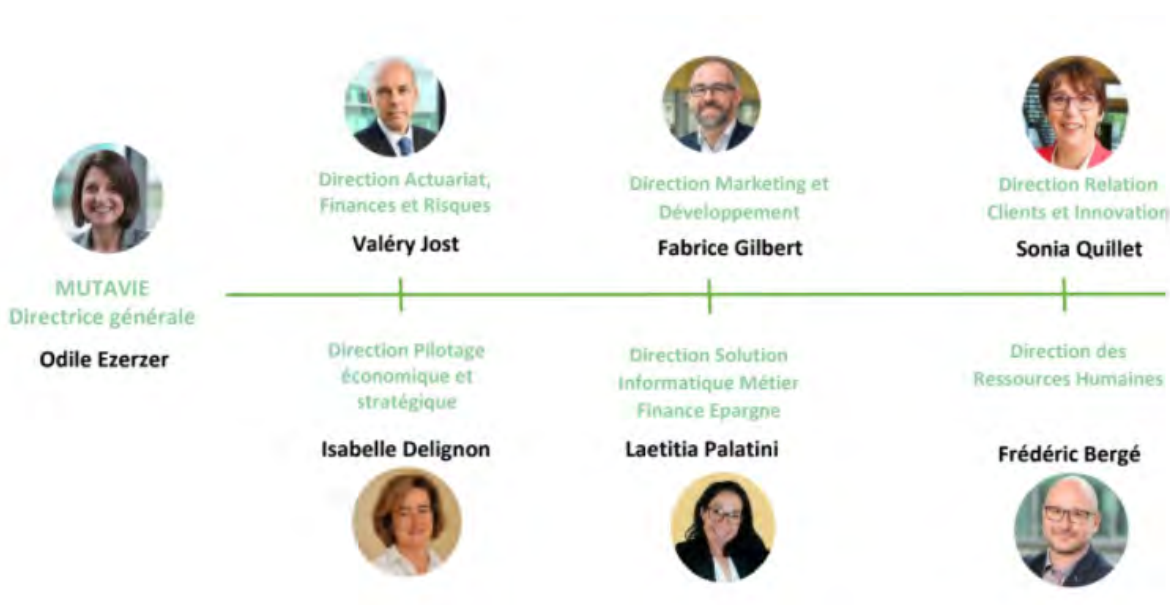 MUTAVIE
Directrice générale
Odile Ezerzer
Direction Actuariat,
Finances et Risques
Valéry Jost
Direction Marketing et
Développement
Fabrice Gilbert
Direction Relation
Clients et Innovation
Sonia Quillet
Direction Pilotage
économique et
stratégique
Isabelle Delignon
Direction Solution
Informatique Métier
Finance Epargne
Laetitia Palatini
Direction des
Ressources Humaines
Frédéric Bergé